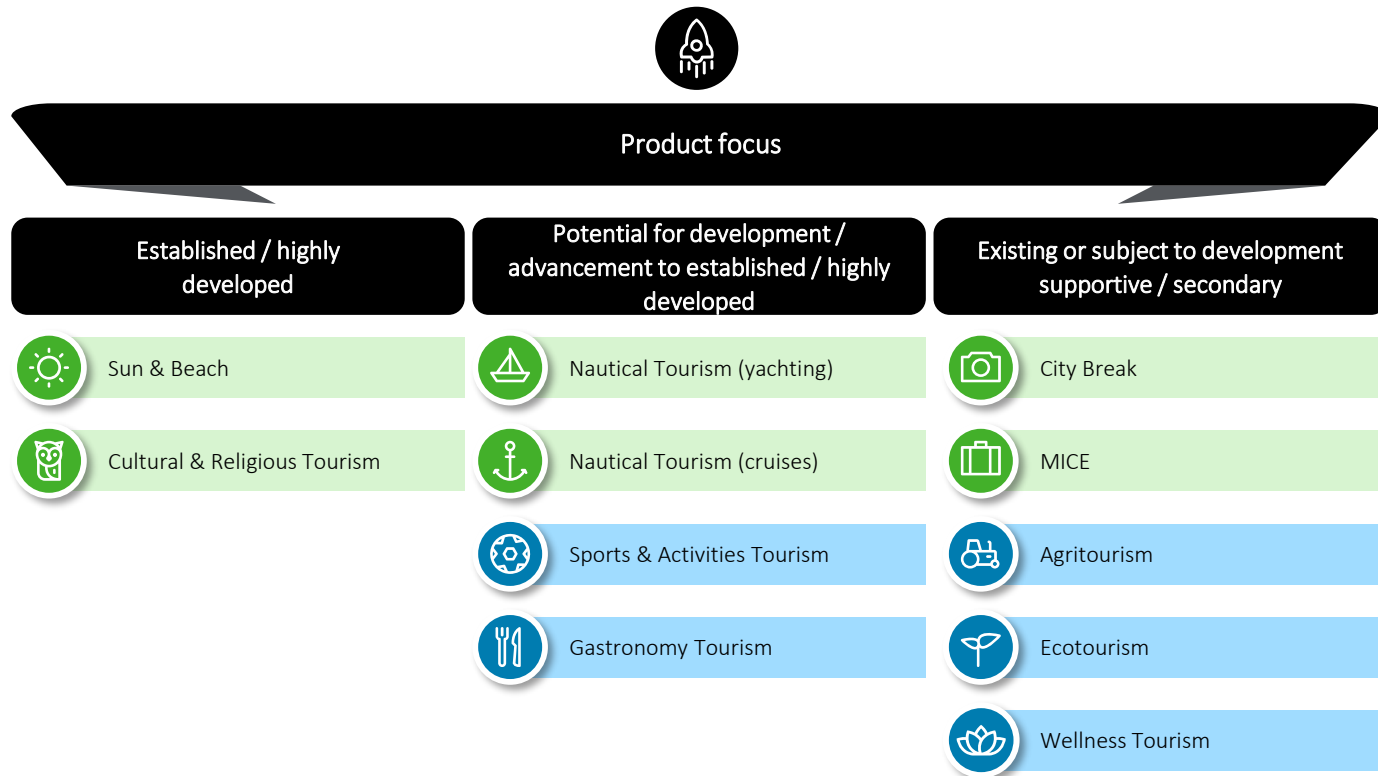 Product focus
Established / highly
developed
Potential for development /
advancement to established / highly
developed
Existing or subject to development
supportive / secondary
Sun & Beach
Cultural & Religious Tourism
Nautical Tourism (yachting)
Nautical Tourism (cruises)
Sports & Activities Tourism
Gastronomy Tourism
City Break
MICE
Agritourism
Ecotourism
Wellness Tourism